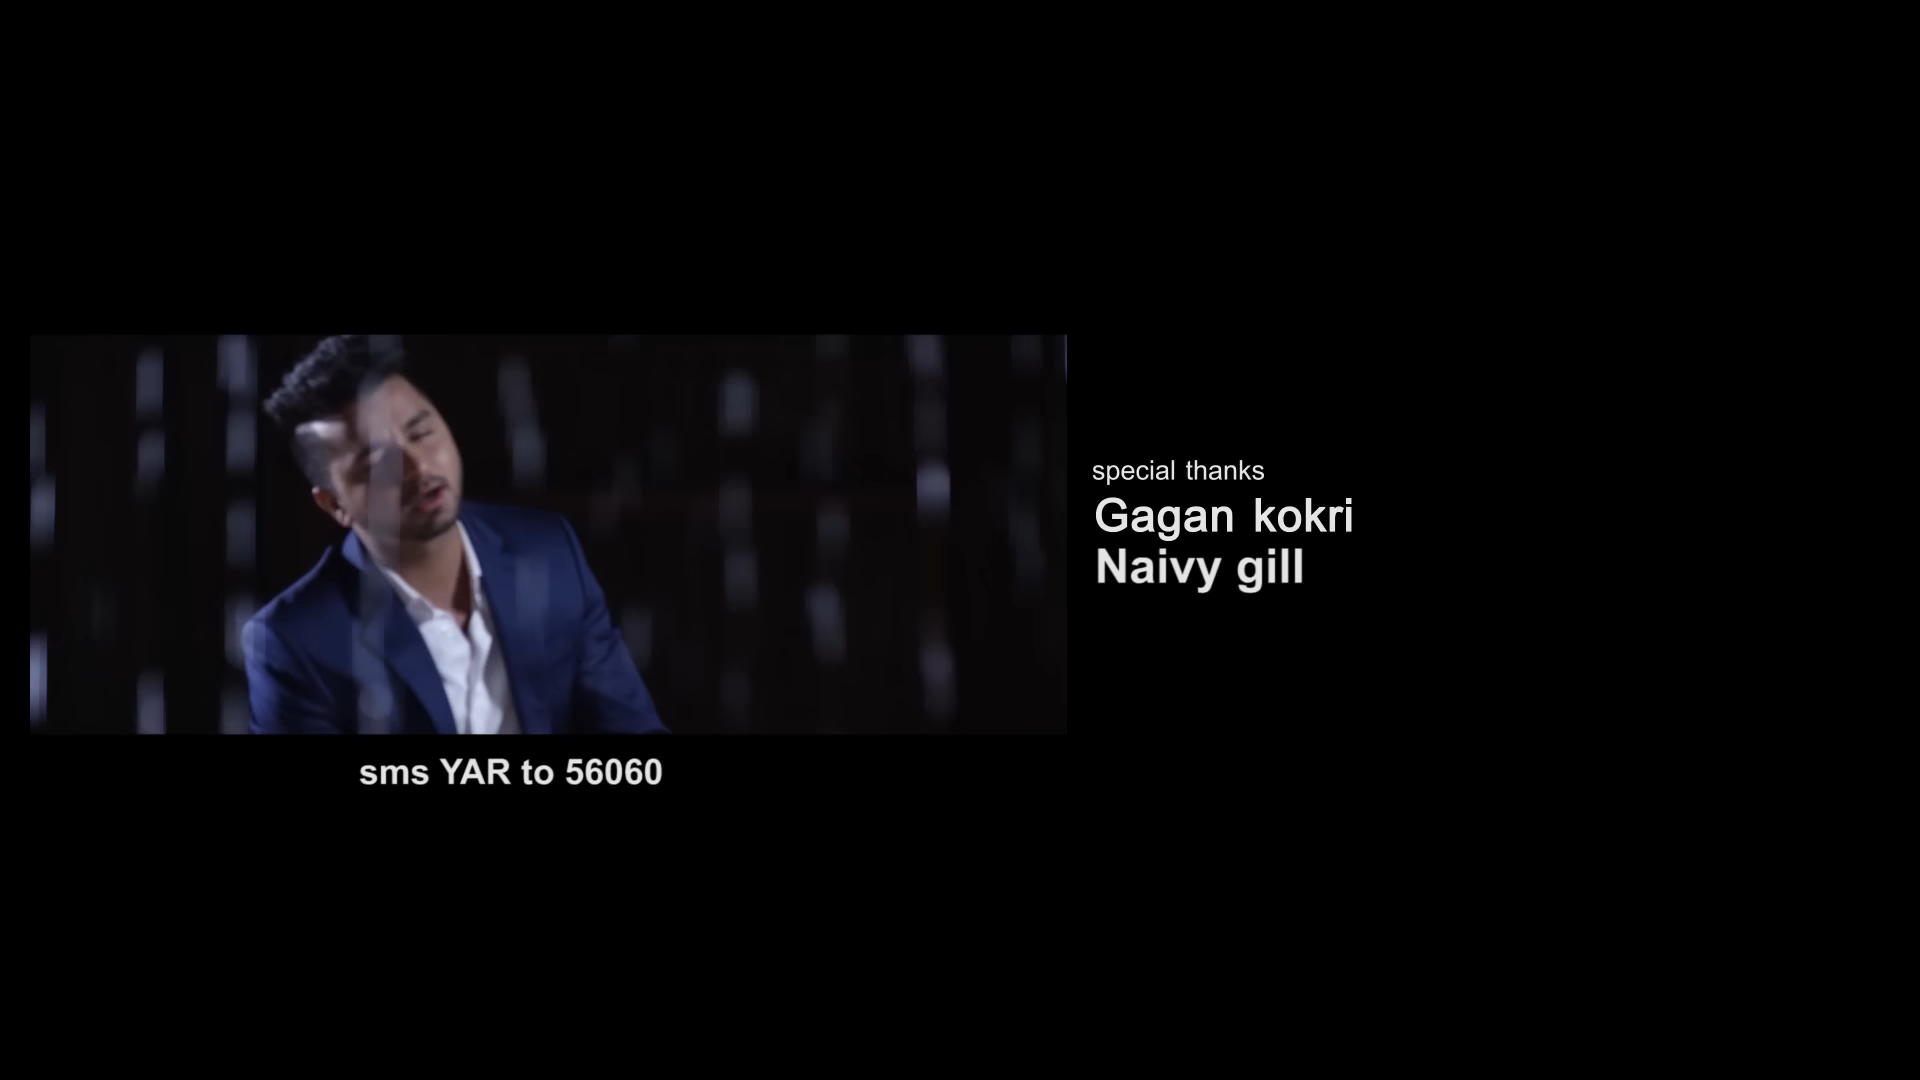 special thanks
Gagan kokri
Naivy gill
sms YAR to 56060